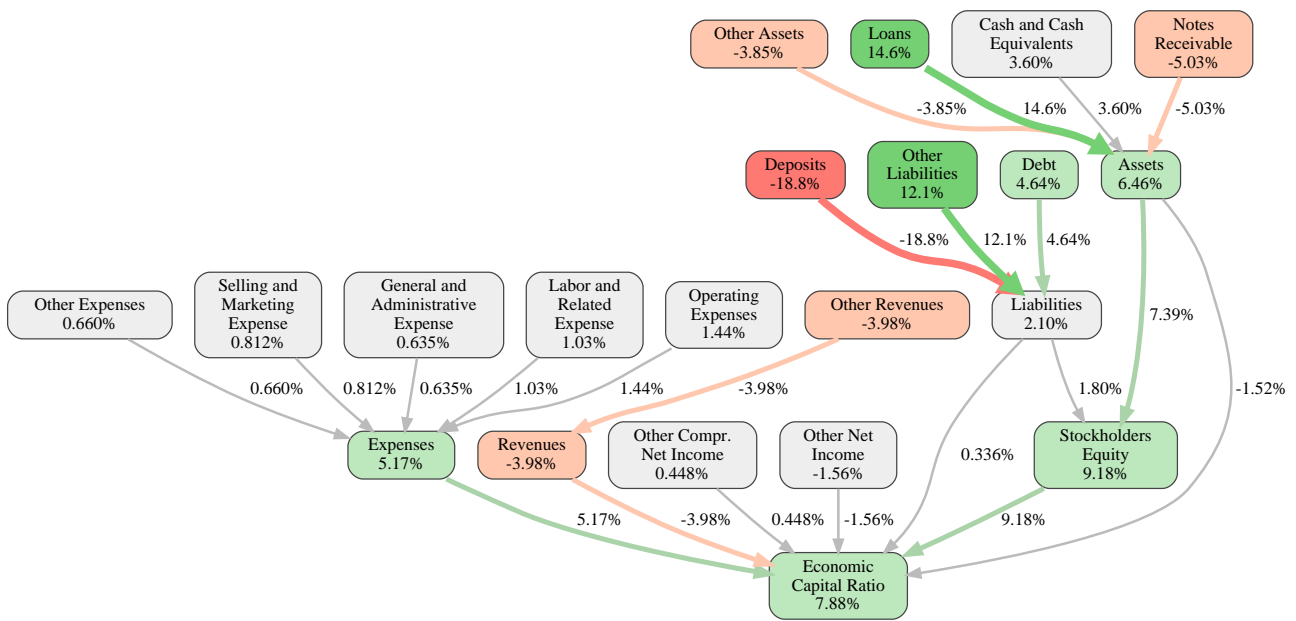 Other Assets
-3.85%
Loans
14.6%
Cash and Cash
Equivalents
3.60%
Notes
Receivable
-5.03%
-3.85%
14.6%
3.60%
-5.03%
Deposits
-18.8%
Other
Liabilities
12.1%
Debt
4.64%
Assets
6.46%
-18.8%
12.1%
4.64%
Other Expenses
0.660%
Selling and
Marketing
Expense
0.812%
General and
Administrative
Expense
0.635%
Labor and
Related
Expense
1.03%
Operating
Expenses
1.44%
Other Revenues
-3.98%
Liabilities
2.10%
7.39%
0.660%
0.812%
0.635%
1.03%
1.44%
-3.98%
1.80%
-1.52%
Expenses
5.17%
Revenues
-3.98%
Other Compr.
Net Income
0.448%
Other Net
Income
-1.56%
0.336%
Stockholders
Equity
9.18%
5.17%
-3.98%
0.448%
-1.56%
9.18%
Economic
Capital Ratio
7.88%